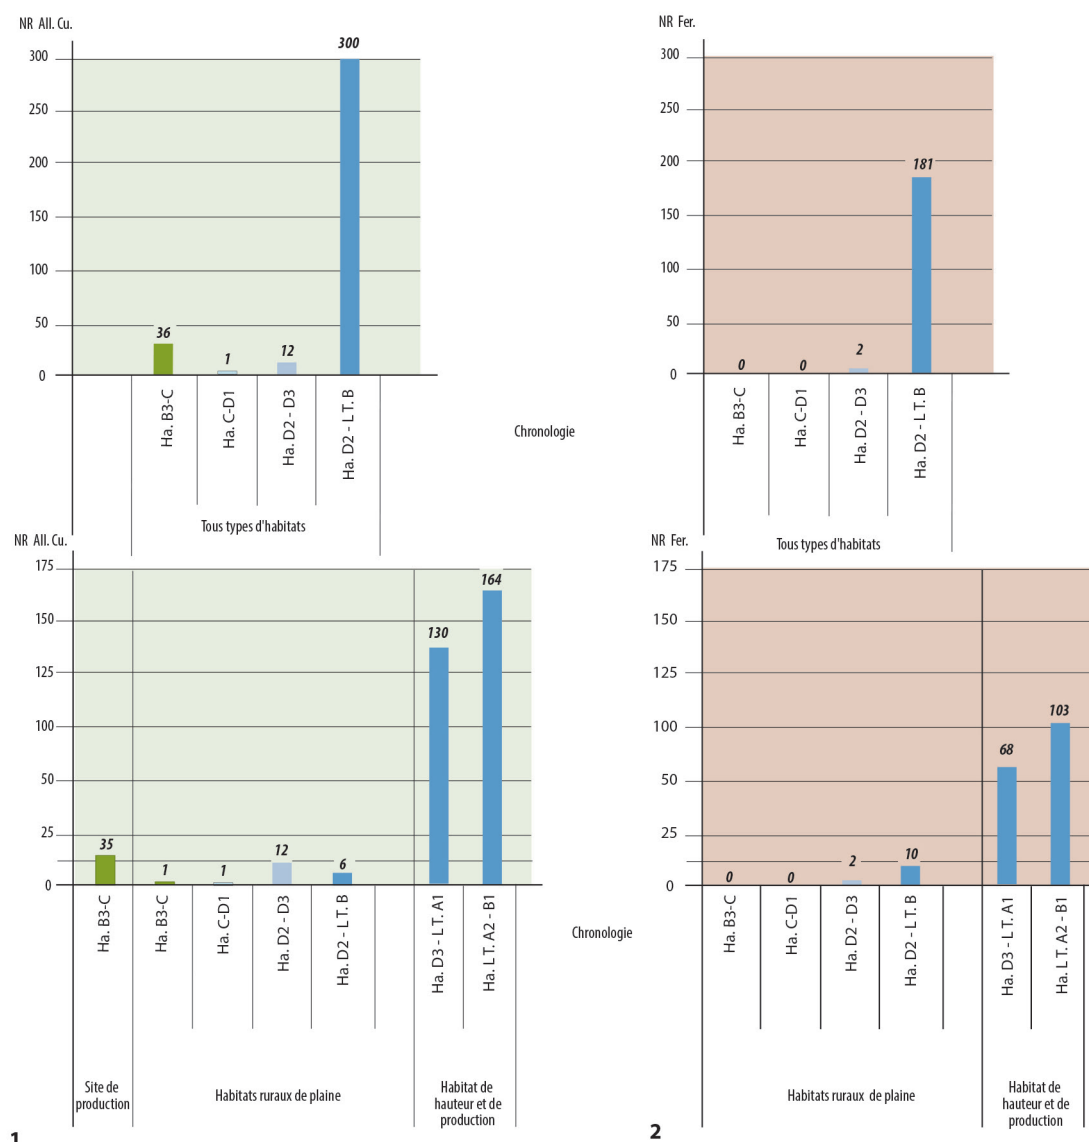 NR All. Cu.
300
250
200
150
100
50
0
36
1
12
300
Ha. B3-C
Ha. C-D1
Ha. D2 - D3
Ha. D2 - L T. B
Tous types d'habitats
Chronologie
NR Fer.
300
250
200
150
100
50
0
0
0
2
181
Ha. B3-C
Ha. C-D1
Ha. D2 - D3
Ha. D2 - L T. B
Tous types d'habitats
NR All. Cu.
175
150
125
100
50
25
0
35
1
1
12
6
130
164
Ha. B3-C
Ha. B3-C
Ha. C-D1
Ha. D2 - D3
Ha. D2 - L T. B
Ha. D3 - L T. A1
Ha. L T. A2 - B1
Site de
production
Habitats ruraux de plaine
Habitat de
hauteur et de
production
1
Chronologie
NR Fer.
175
150
125
100
50
25
0
0
0
2
10
68
103
Ha. B3-C
Ha. C-D1
Ha. D2 - D3
Ha. D2 - L T. B
Ha. D3 - L T. A1
Ha. L T. A2 - B1
Habitats ruraux de plaine
Habitat de
hauteur et de
production
2